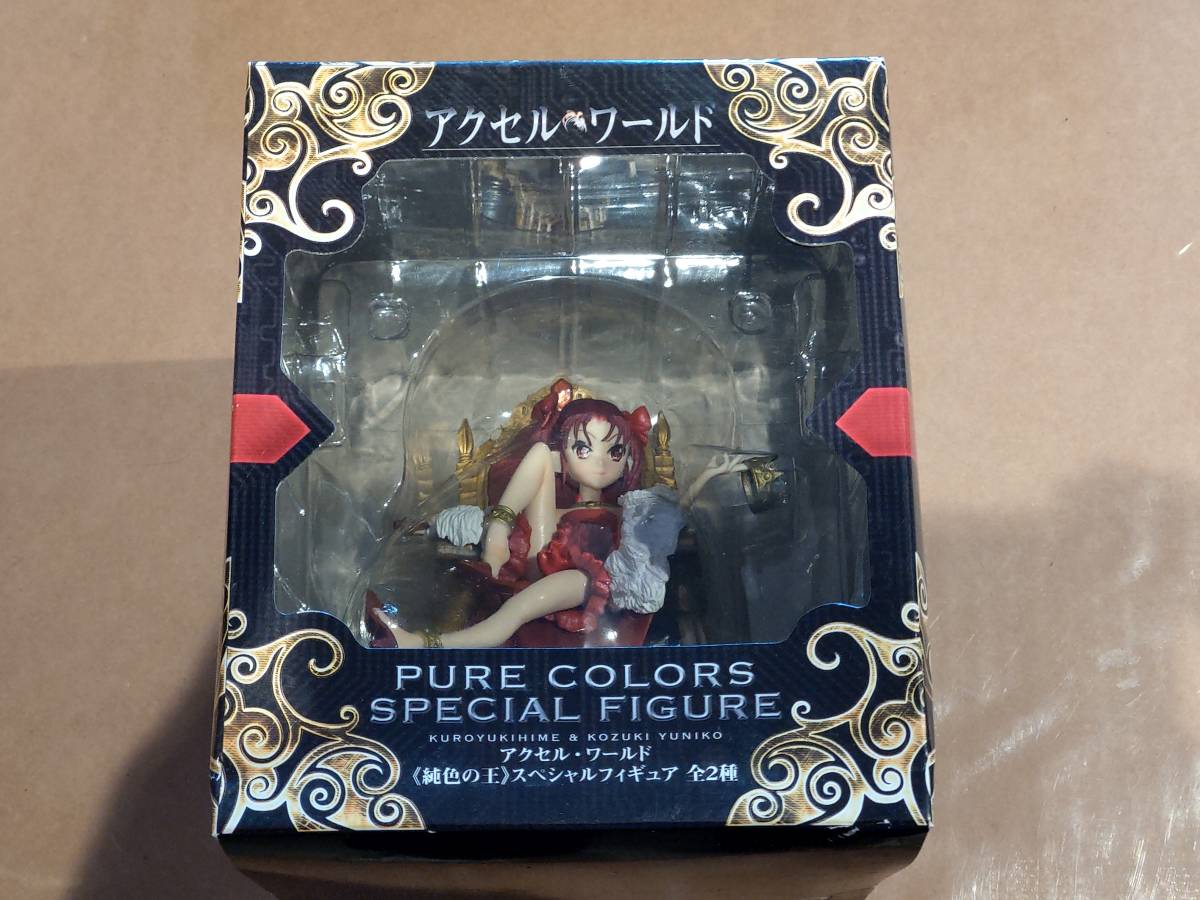 アクセル・ワールド
PURE COLORS
SPECIAL FIGURE
KUROYUKIHIME & KOZUKI YUNIKO
アクセル・ワールド
《純色の王》スペシャルフィギュア 全2種